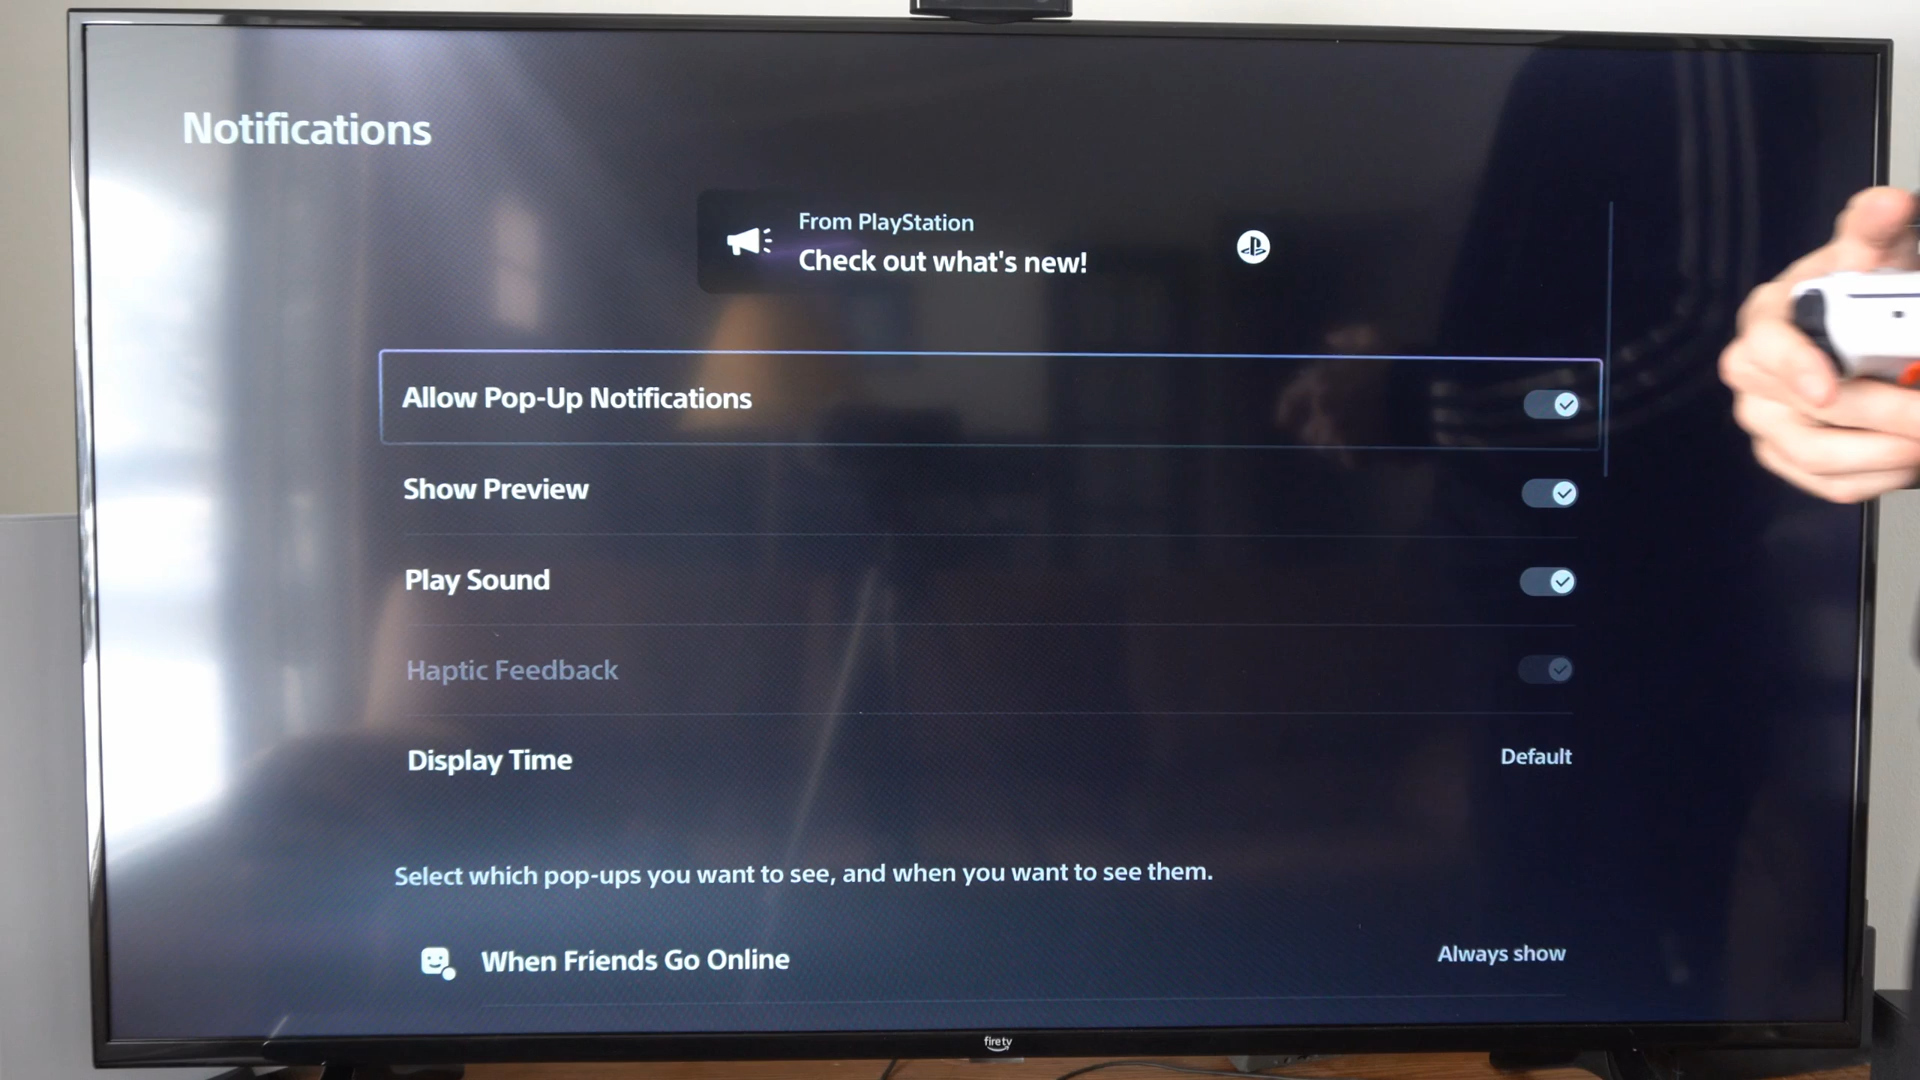 Notifications
From PlayStation
Check out what's new!
Allow Pop-Up Notifications
Show Preview
Play Sound
Haptic Feedback
Display Time Default
Select which pop-ups you want to see, and when you want to see them.
When Friends Go Online Always show
firetv